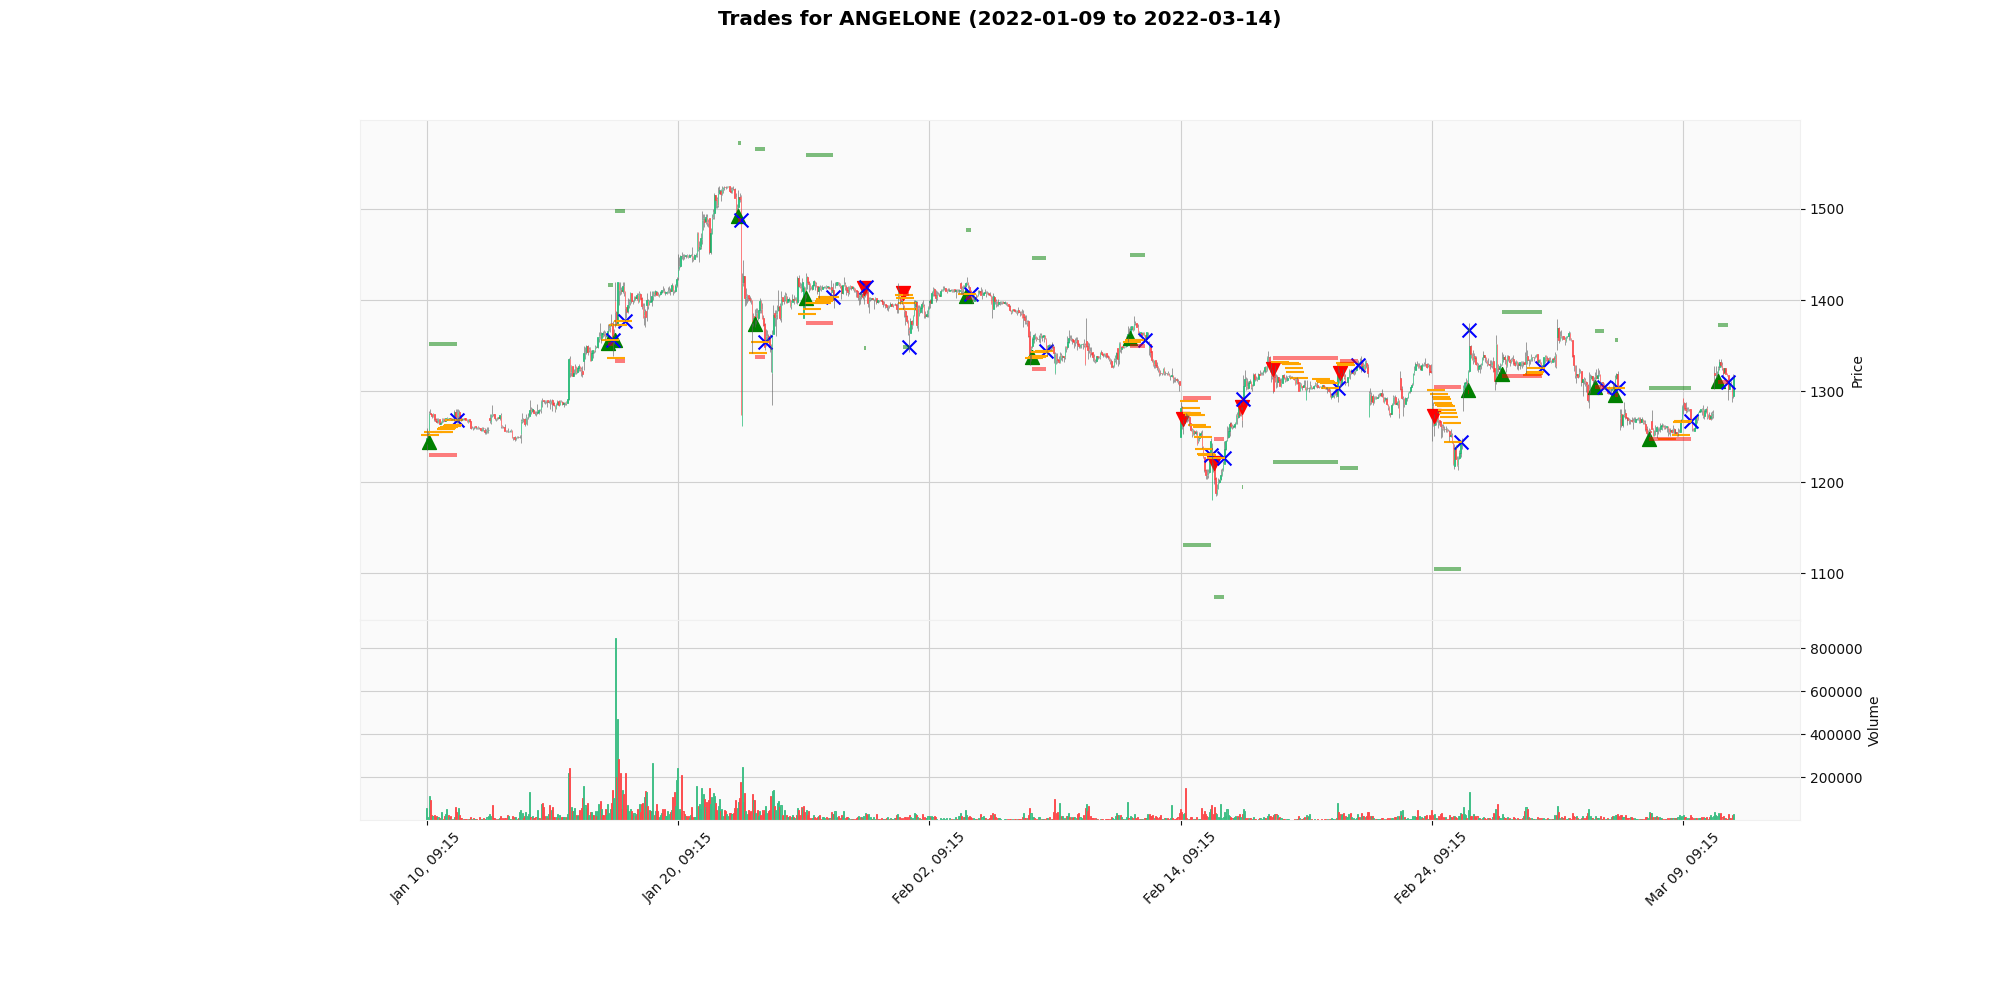 Trades for ANGELONE (2022-01-09 to 2022-03-14)
1500
1400
1300
1200
1100
Price
800000
600000
400000
200000
Volume
Jan 10, 09:15
Jan 20, 09:15
Feb 02, 09:15
Feb 14, 09:15
Feb 24, 09:15
Mar 09, 09:15